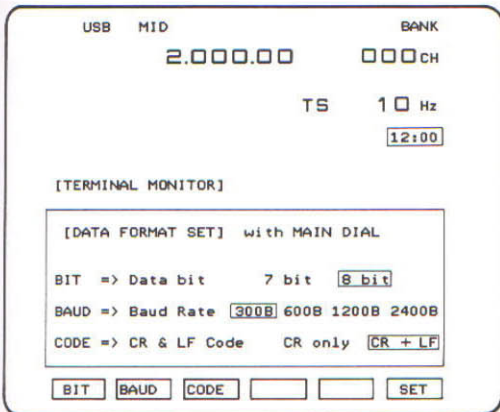 USB MID BANK
2.000.00 000CH
TS 10 Hz
12:00
[TERMINAL MONITOR]
[DATA FORMAT SET] with MAIN DIAL
BIT => Data bit 7 bit 8 bit
BAUD => Baud Rate 300B 600B 1200B 2400B
CODE => CR & LF Code CR only CR + LF
BIT BAUD CODE SET